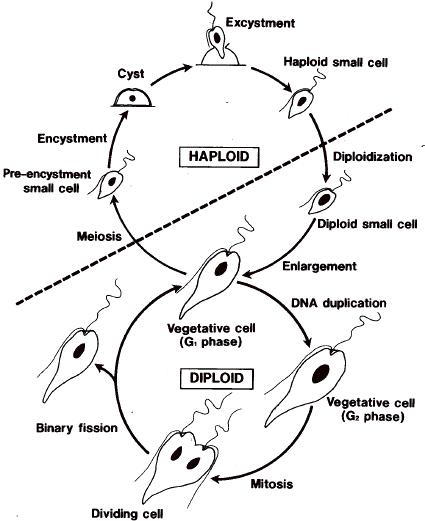 Excystment
Haploid small cell
Cyst
Encystment
HAPLOID
Diploidization
Pre-encystment
small cell
Diploid small cell
Meiosis
Enlargement
DNA duplication
Vegetative cell
(G₁ phase)
DIPLOID
Vegetative cell
(G₂ phase)
Binary fission
Mitosis
Dividing cell